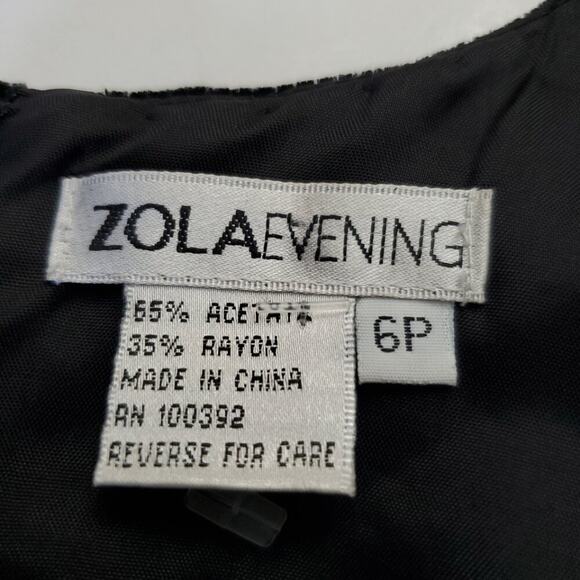 ZOLAEVENING
65% ACETATE
35% RAYON
MADE IN CHINA
RN 100392
REVERSE FOR CARE
6P